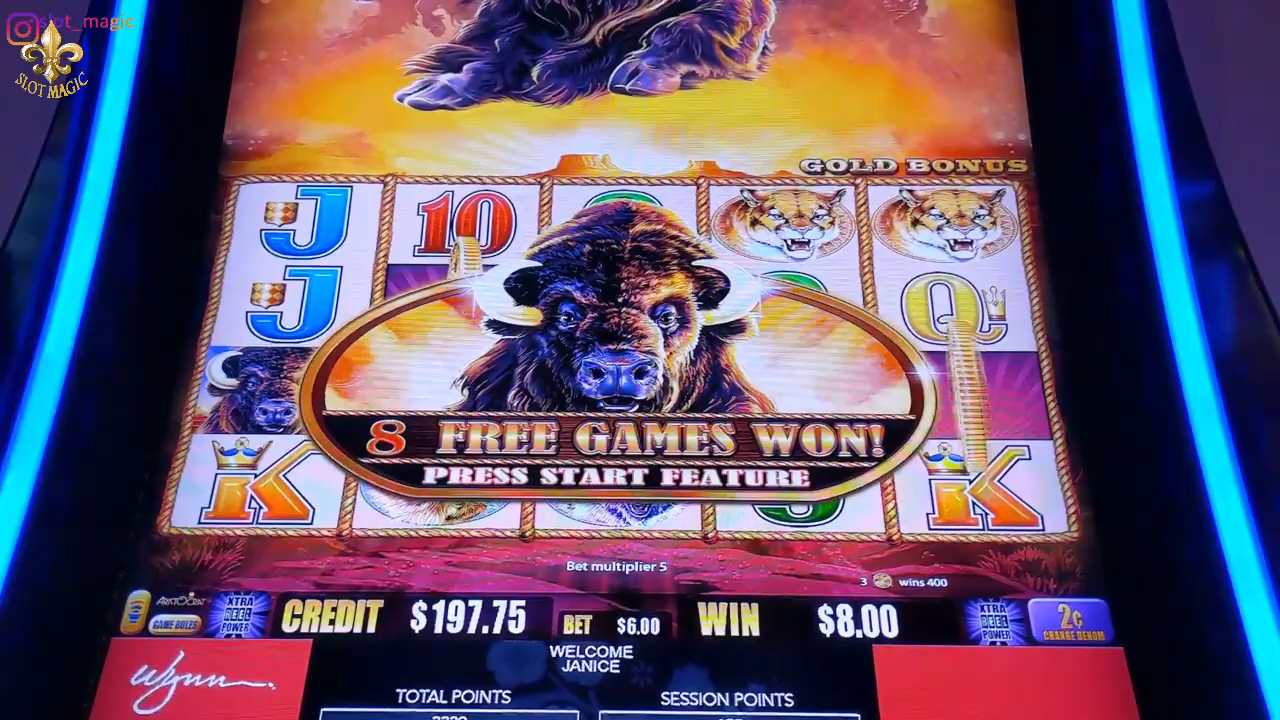 slot_magic
SLOT MAGIC
GOLD BONUS
J
10
J
Q
8 FREE GAMES WON!
PRESS START FEATURE
K
K
Bet multiplier 5
3 wins 400
ARISTOCRAT
GAME RULES
XTRA
REEL
POWER
CREDIT $197.75
BET $6.00
WIN $8.00
XTRA
REEL
POWER
2¢
CHANGE DENOM
WELCOME
JANICE
Wynn.
TOTAL POINTS
SESSION POINTS